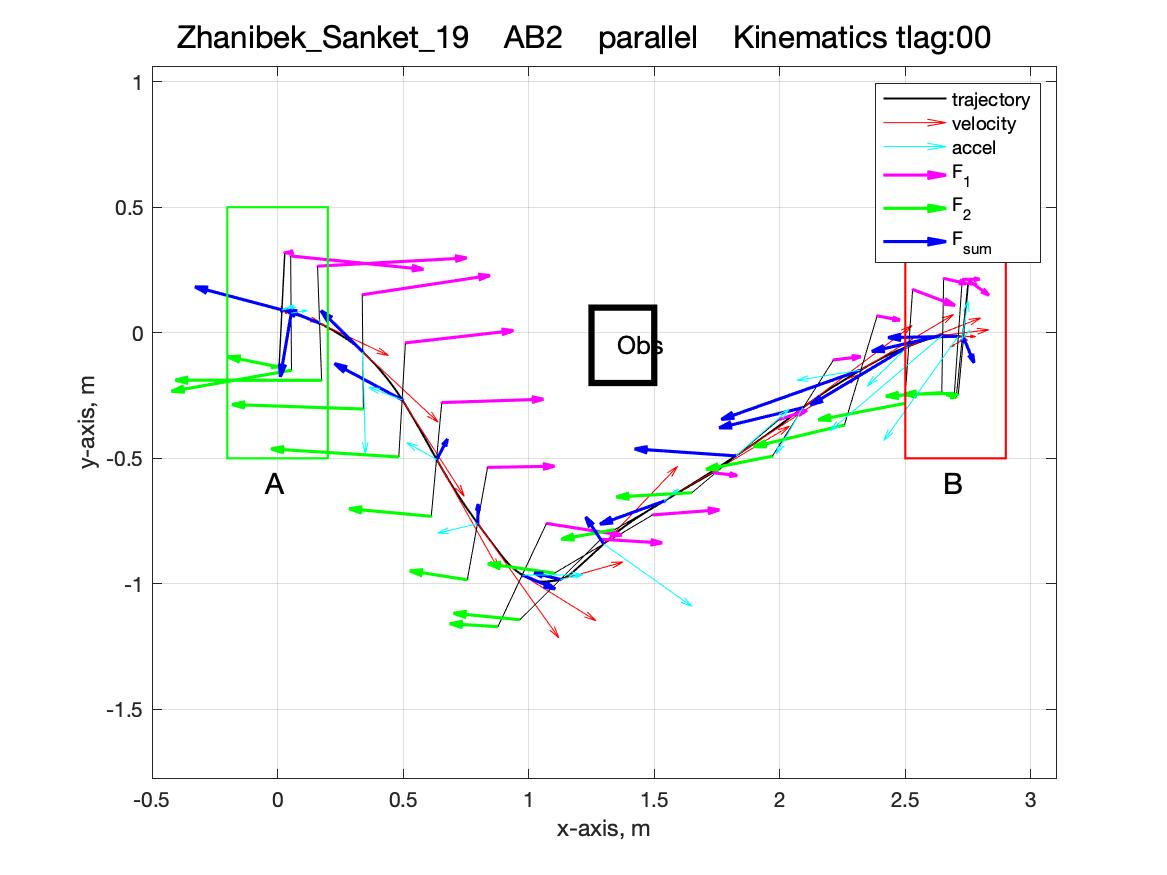 Zhanibek_Sanket_19 AB2 parallel Kinematics tlag:00
trajectory
velocity
accel
F1
F2
Fsum
1
0.5
0
-0.5
-1
-1.5
y-axis, m
Obs
A
B
-0.5 0 0.5 1 1.5 2 2.5 3
x-axis, m